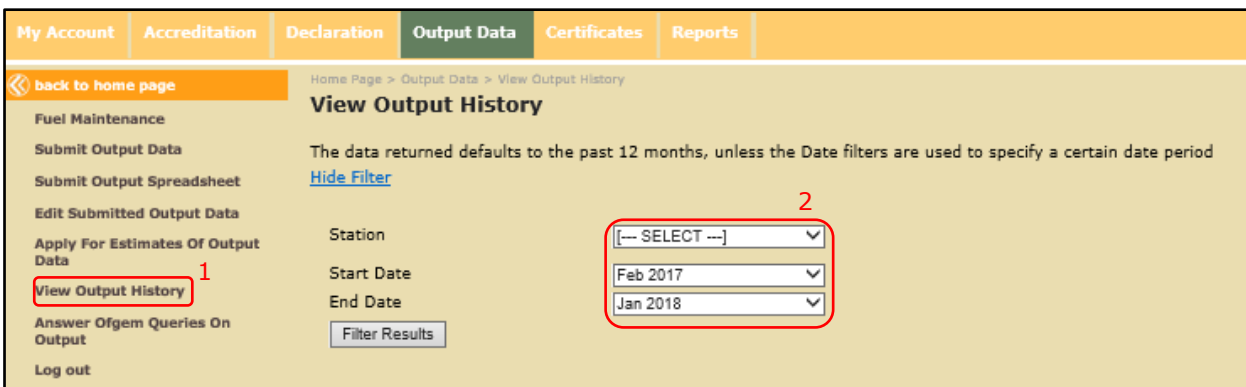 My Account Accreditation Declaration Output Data Certificates Reports
back to home page
Fuel Maintenance
Submit Output Data
Submit Output Spreadsheet
Edit Submitted Output Data
Apply For Estimates Of Output
Data
1
View Output History
Answer Ofgem Queries On
Output
Log out
Home Page > Output Data > View Output History
View Output History
The data returned defaults to the past 12 months, unless the Date filters are used to specify a certain date period
Hide Filter
2
Station [--- SELECT ---]
Start Date Feb 2017
End Date Jan 2018
Filter Results